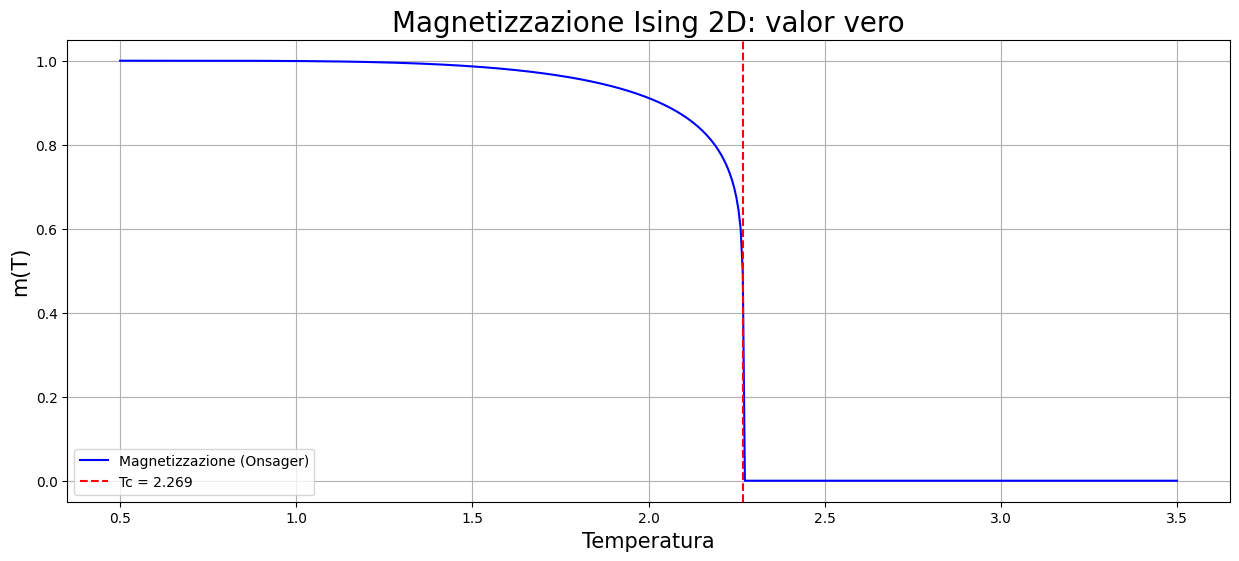 Magnetizzazione Ising 2D: valor vero
m(T)
1.0
0.8
0.6
0.4
0.2
0.0
Magnetizzazione (Onsager)
Tc = 2.269
0.5 1.0 1.5 2.0 2.5 3.0 3.5
Temperatura